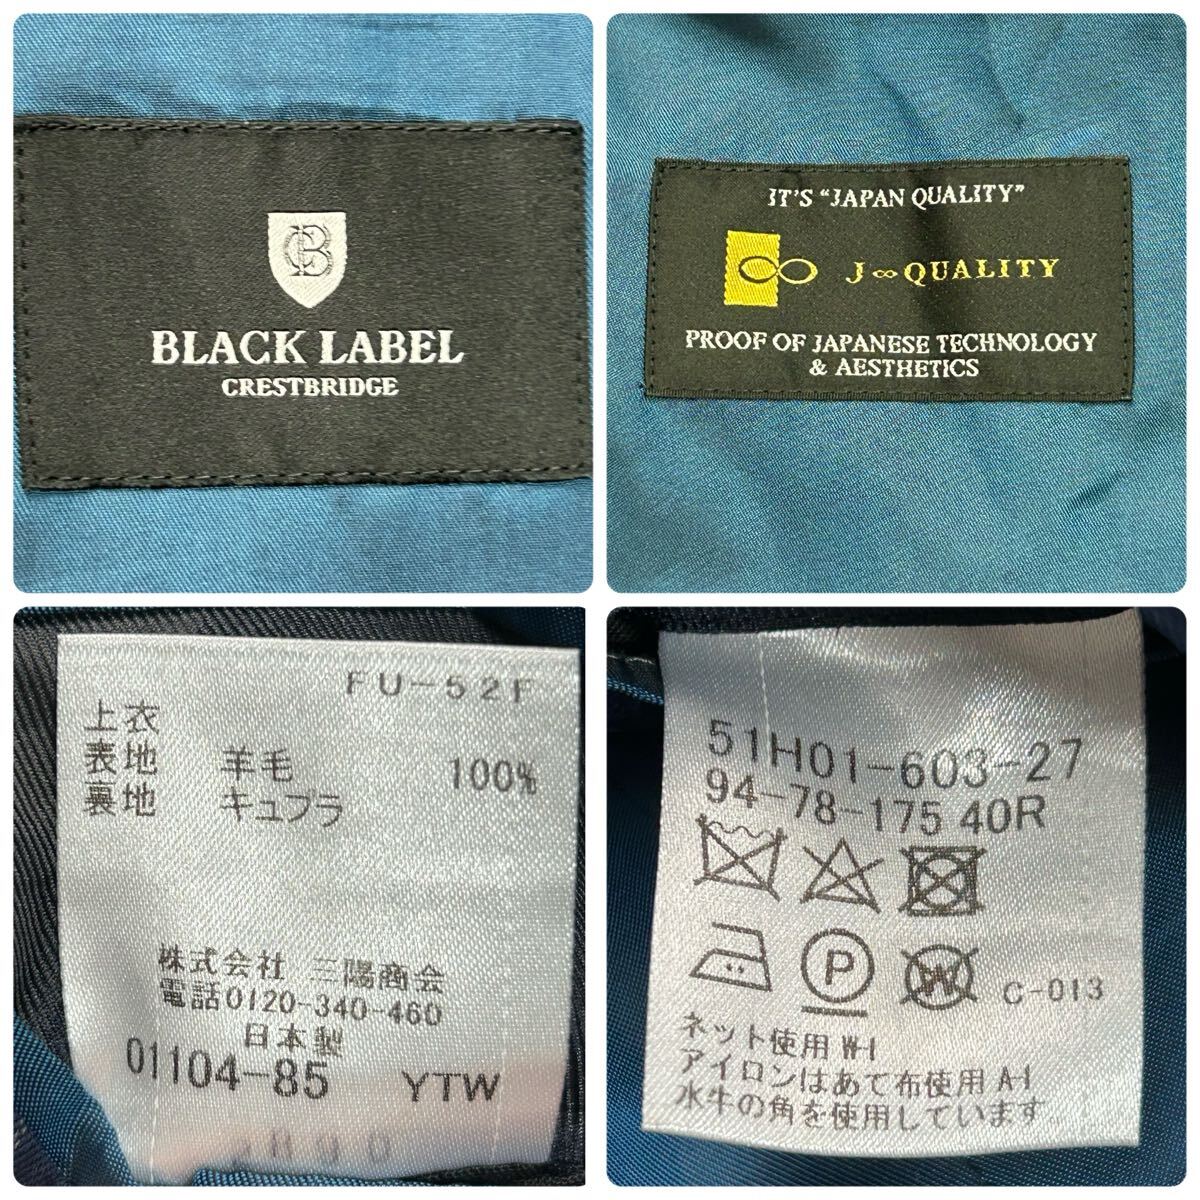 CB
BLACK LABEL
CRESTBRIDGE
IT'S “JAPAN QUALITY”
J∞QUALITY
PROOF OF JAPANESE TECHNOLOGY
& AESTHETICS
FU-52F
上衣
表地 羊毛 100%
裏地 キュプラ
株式会社 三陽商会
電話0120-340-460
日本製
01104-85 YTW
51H01-603-27
94-78-175 40R
P W C-013
ネット使用 W-1
アイロンはあて布使用 A-1
水牛の角を使用しています